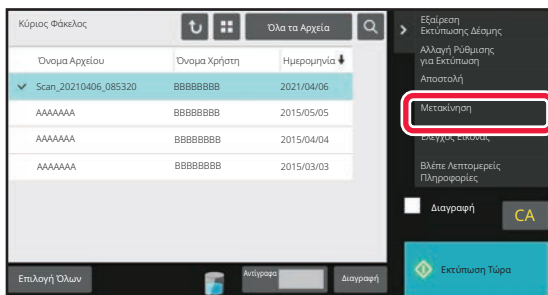 Κύριος Φάκελος
Όλα τα Αρχεία
Όνομα Αρχείου Όνομα Χρήστη Ημερομηνία
Scan_20210406_085320 BBBBBBBB 2021/04/06
AAAAAAA BBBBBBBB 2015/05/05
AAAAAAA BBBBBBBB 2015/04/04
AAAAAAA BBBBBBBB 2015/03/03
Επιλογή Όλων
Αντίγραφα
Διαγραφή
Εξαίρεση
Εκτύπωσης Δέσμης
Αλλαγή Ρύθμισης
για Εκτύπωση
Αποστολή
Μετακίνηση
Έλεγχος Εικόνας
Βλέπε Λεπτομερείς
Πληροφορίες
Διαγραφή
CA
Εκτύπωση Τώρα